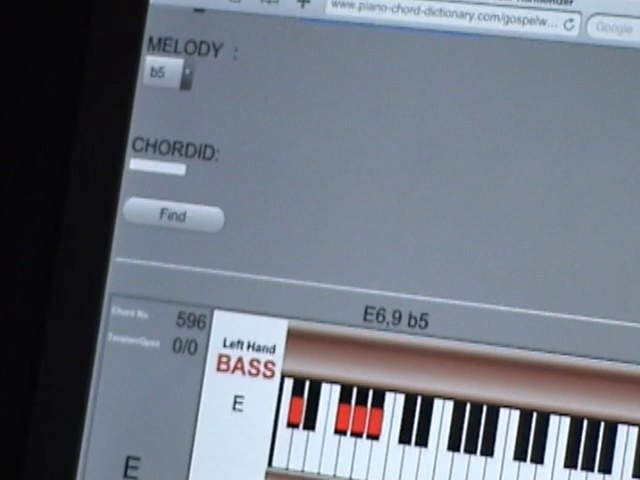 www.piano-chord-dictionary.com/gospelw...
Google
MELODY :
b5
CHORDID:
Find
E6,9 b5
Chord No
596
0/0
Left Hand
BASS
E
E